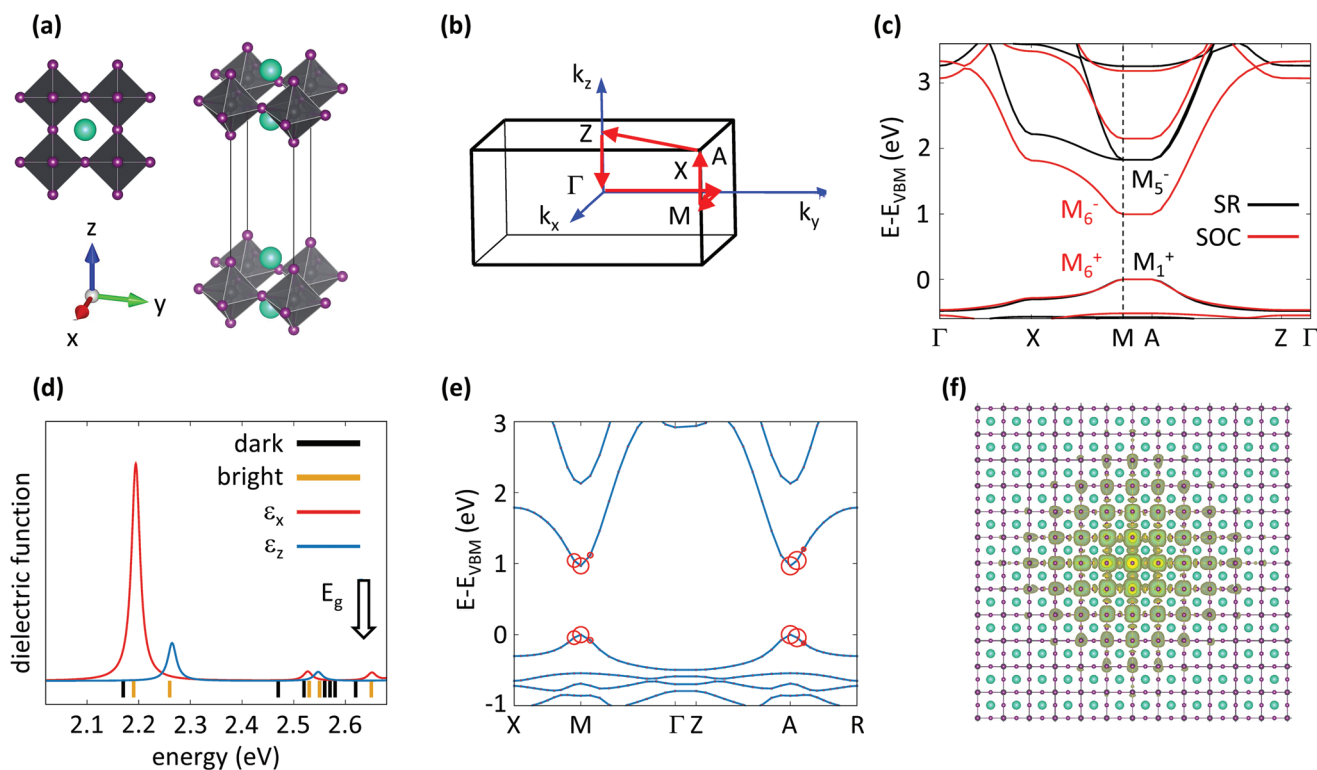 (a)
z
y
x
(b)
k_z
Z
A
X
Γ
M
k_x
k_y
(c)
E-E_VBM (eV)
3
2
1
0
M_5^-
M_6^-
SR
SOC
M_6^+
M_1^+
Γ X M A Z Γ
(d)
dielectric function
dark
bright
ε_x
ε_z
E_g
2.1 2.2 2.3 2.4 2.5 2.6
energy (eV)
(e)
E-E_VBM (eV)
3
2
1
0
-1
X M Γ Z A R
(f)